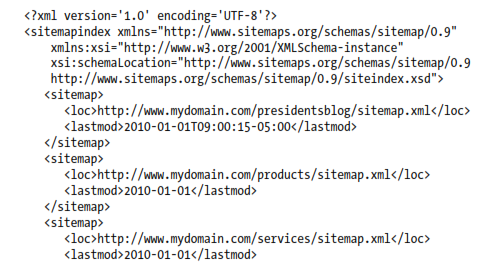 <?xml version='1.0' encoding='UTF-8'?>
<sitemapindex xmlns="http://www.sitemaps.org/schemas/sitemap/0.9"
xmlns:xsi="http://www.w3.org/2001/XMLSchema-instance"
xsi:schemaLocation="http://www.sitemaps.org/schemas/sitemap/0.9
http://www.sitemaps.org/schemas/sitemap/0.9/siteindex.xsd">
<sitemap>
<loc>http://www.mydomain.com/presidentsblog/sitemap.xml</loc>
<lastmod>2010-01-01T09:00:15-05:00</lastmod>
</sitemap>
<sitemap>
<loc>http://www.mydomain.com/products/sitemap.xml</loc>
<lastmod>2010-01-01</lastmod>
</sitemap>
<sitemap>
<loc>http://www.mydomain.com/services/sitemap.xml</loc>
<lastmod>2010-01-01</lastmod>